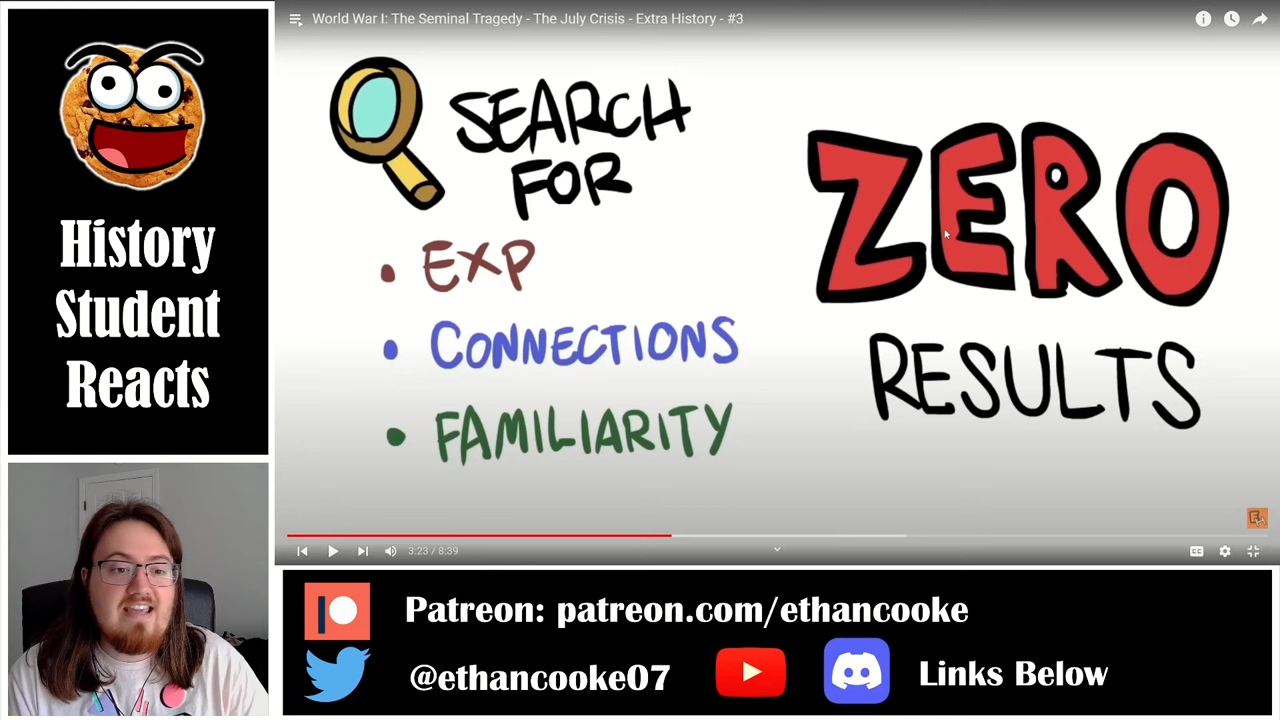 World War I: The Seminal Tragedy - The July Crisis - Extra History - #3
SEARCH
FOR
• EXP
• CONNECTIONS
• FAMILIARITY
ZERO
RESULTS
History
Student
Reacts
3:23 / 8:39
CC
Patreon: patreon.com/ethancooke
@ethancooke07
Links Below